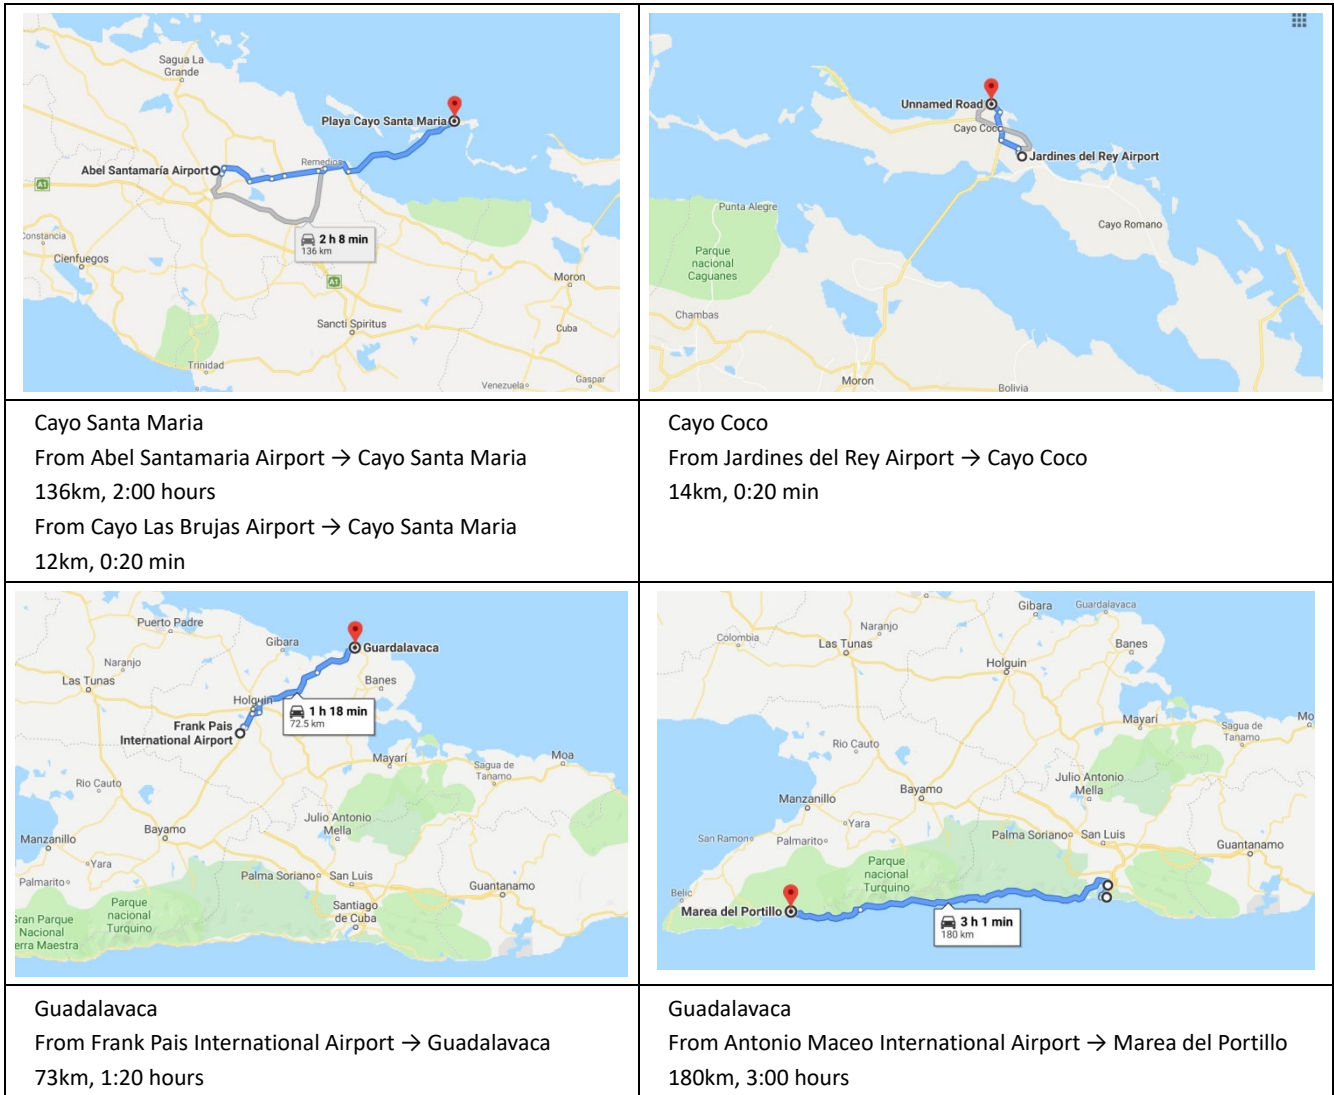 Sagua La
Grande
Playa Cayo Santa Maria
Abel Santamaría Airport
Remedios
A1
2 h 8 min
136 km
Constancia
Cienfuegos
A1
Moron
Sancti Spiritus
Cuba
Trinidad
Venezuela
Gaspar
Unnamed Road
Cayo Coco
Jardines del Rey Airport
Punta Alegre
Cayo Romano
Parque
nacional
Caguanes
Chambas
Moron
Bolivia
Cayo Santa Maria
From Abel Santamaria Airport → Cayo Santa Maria
136km, 2:00 hours
From Cayo Las Brujas Airport → Cayo Santa Maria
12km, 0:20 min
Cayo Coco
From Jardines del Rey Airport → Cayo Coco
14km, 0:20 min
Puerto Padre
Gibara
Guardalavaca
Naranjo
Las Tunas
Banes
Holguin
1 h 18 min
72.5 km
Frank Pais
International Airport
Mayarí
Sagua de
Tanamo
Moa
Rio Cauto
Julio Antonio
Mella
Manzanillo
Bayamo
Yara
Palmarito
Palma Soriano
San Luis
Guantanamo
Parque
nacional
Turquino
Santiago
de Cuba
Gran Parque
Nacional
erra Maestra
Gibara
Guardalavaca
Colombia
Naranjo
Las Tunas
Banes
Holguin
Mayarí
Sagua de
Tanamo
Mo
Rio Cauto
Julio Antonio
Mella
Bayamo
Manzanillo
Yara
San Ramon
Palmarito
Palma Soriano
San Luis
Guantanamo
Parque
nacional
Turquino
Belic
Marea del Portillo
3 h 1 min
180 km
Guadalavaca
From Frank Pais International Airport → Guadalavaca
73km, 1:20 hours
Guadalavaca
From Antonio Maceo International Airport → Marea del Portillo
180km, 3:00 hours